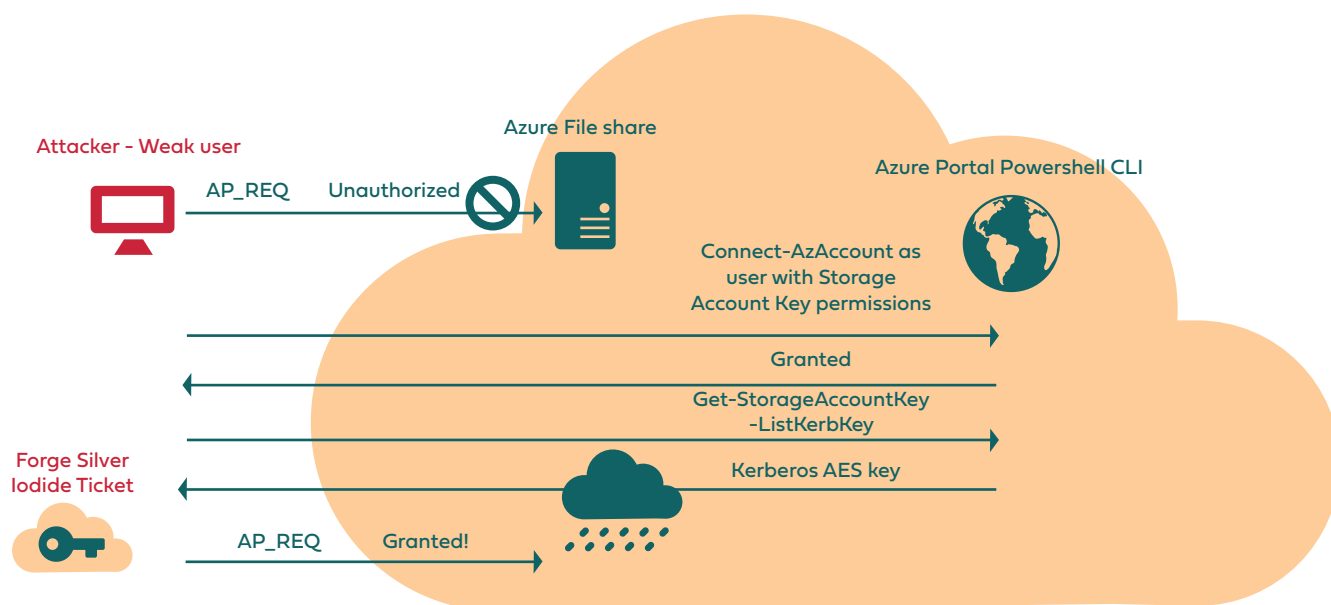 Azure File share
Attacker - Weak user
Azure Portal Powershell CLI
AP_REQ
Unauthorized
Connect-AzAccount as
user with Storage
Account Key permissions
Granted
Get-StorageAccountKey
-ListKerbKey
Forge Silver
Iodide Ticket
Kerberos AES key
AP_REQ
Granted!